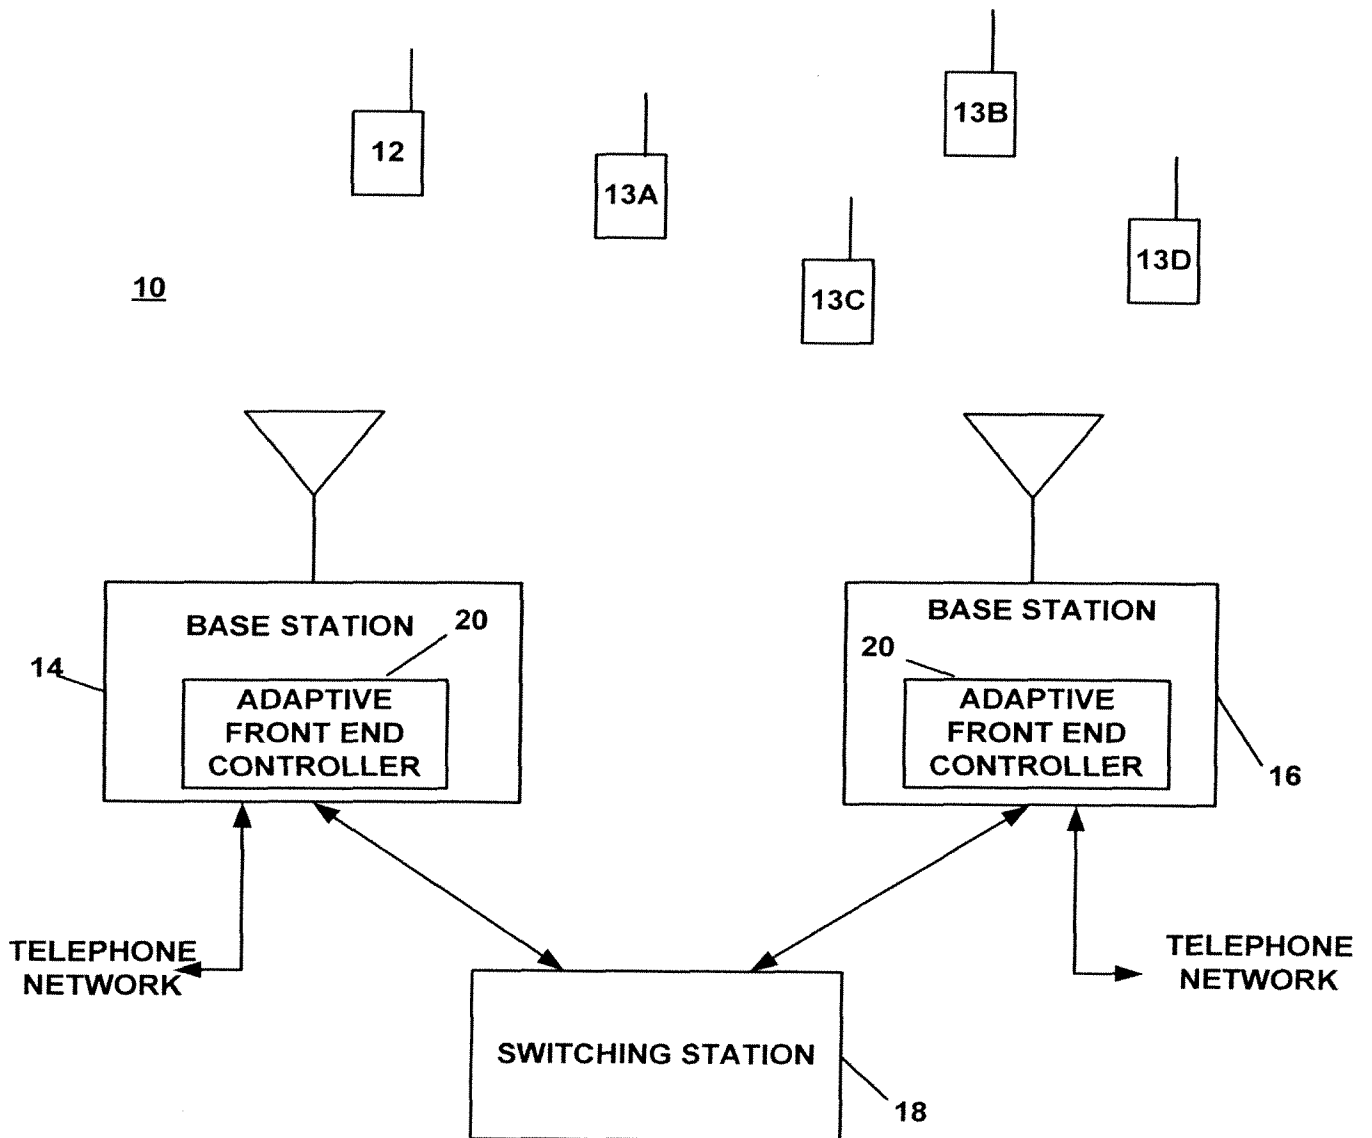 13B
12
13A
13D
10
13C
BASE STATION
20
BASE STATION
20
14
ADAPTIVE
FRONT END
CONTROLLER
ADAPTIVE
FRONT END
CONTROLLER
16
TELEPHONE
NETWORK
TELEPHONE
NETWORK
SWITCHING STATION
18